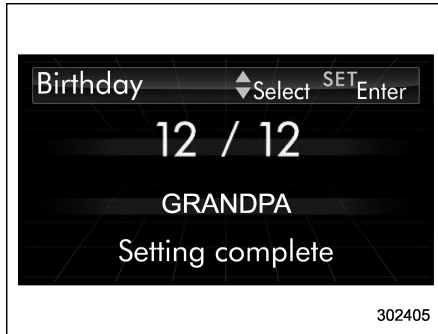 Birthday Select SET Enter
12 / 12
GRANDPA
Setting complete
302405